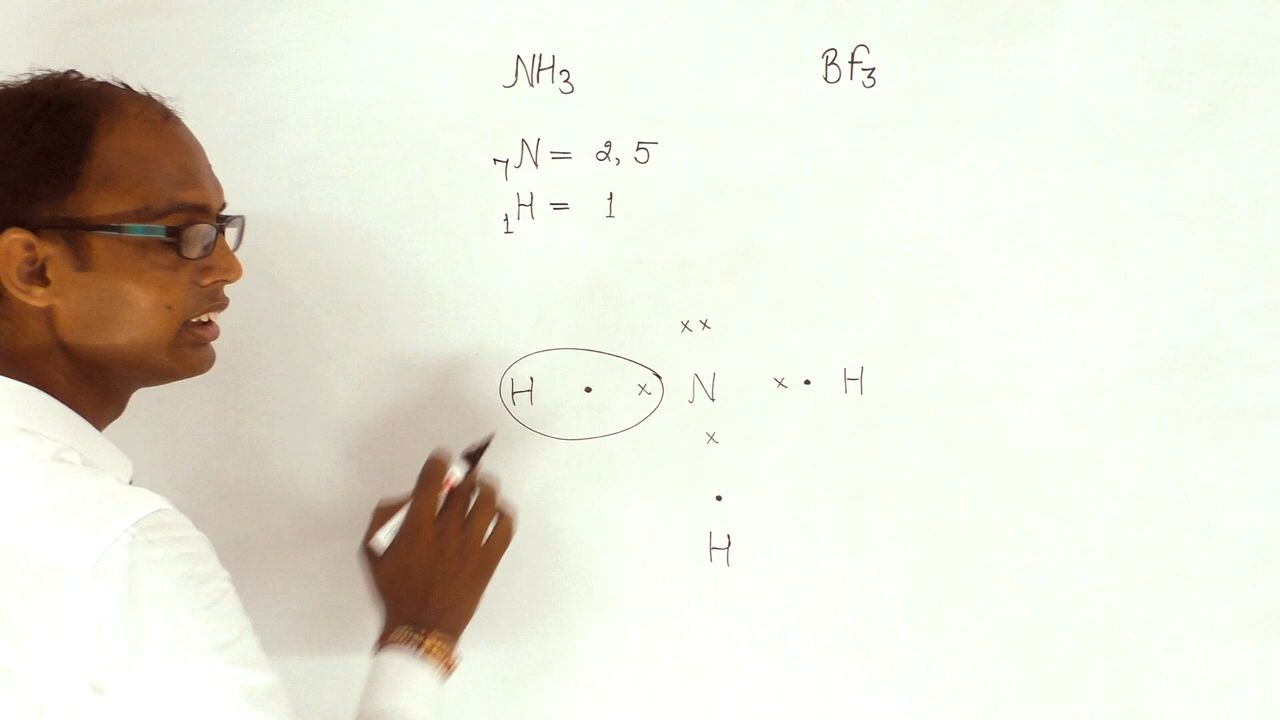 NH3 Bf3
7N = 2, 5
1H = 1
x x
H • x N x • H
x
•
H